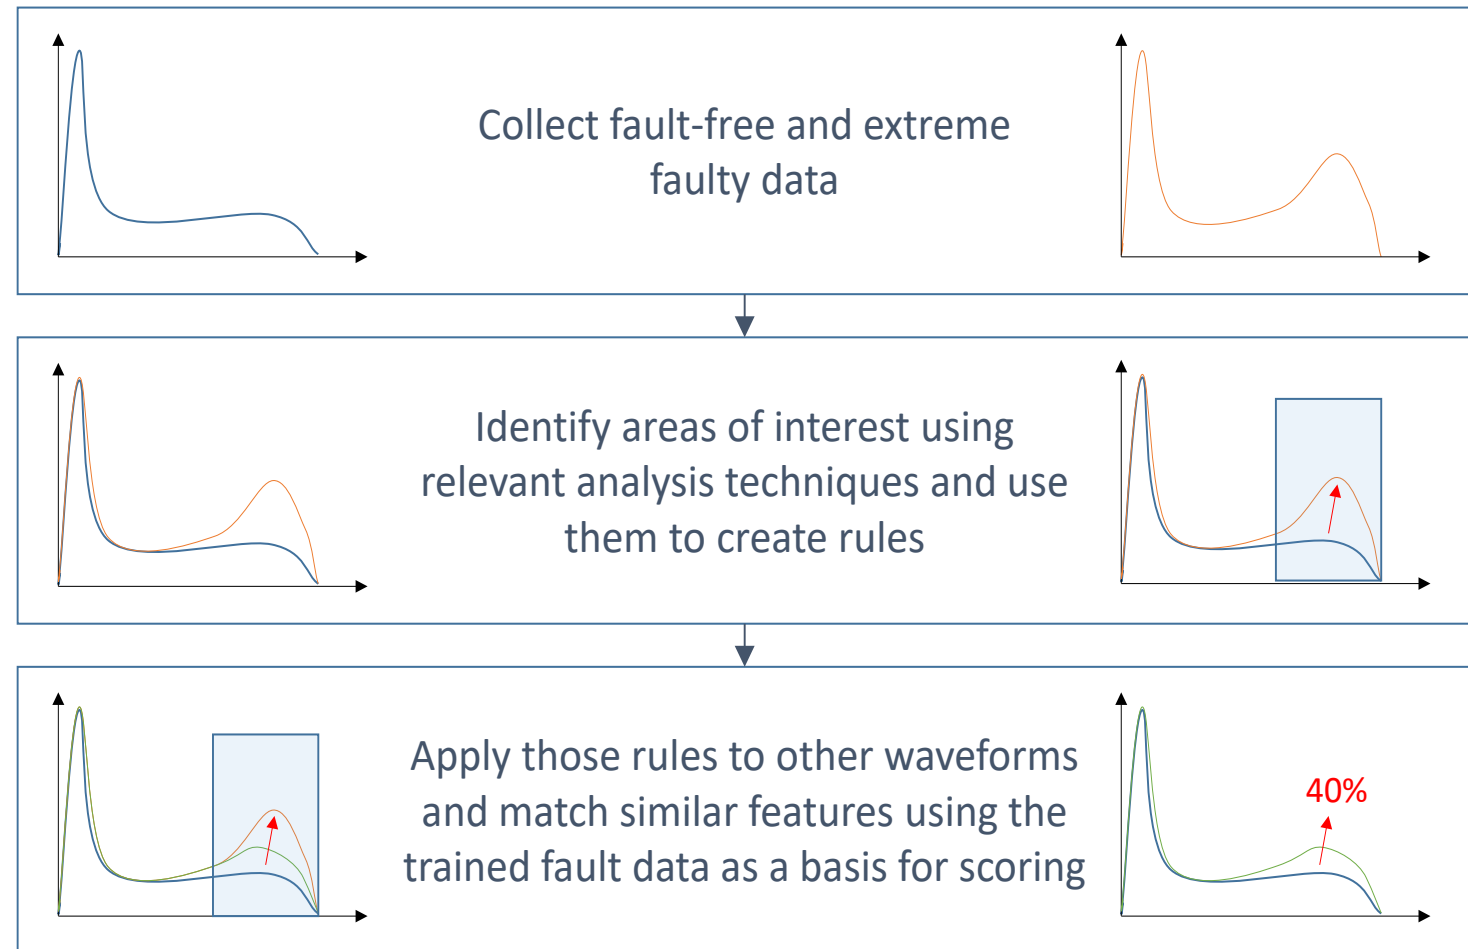 Collect fault-free and extreme
faulty data
Identify areas of interest using
relevant analysis techniques and use
them to create rules
Apply those rules to other waveforms
and match similar features using the
trained fault data as a basis for scoring
40%